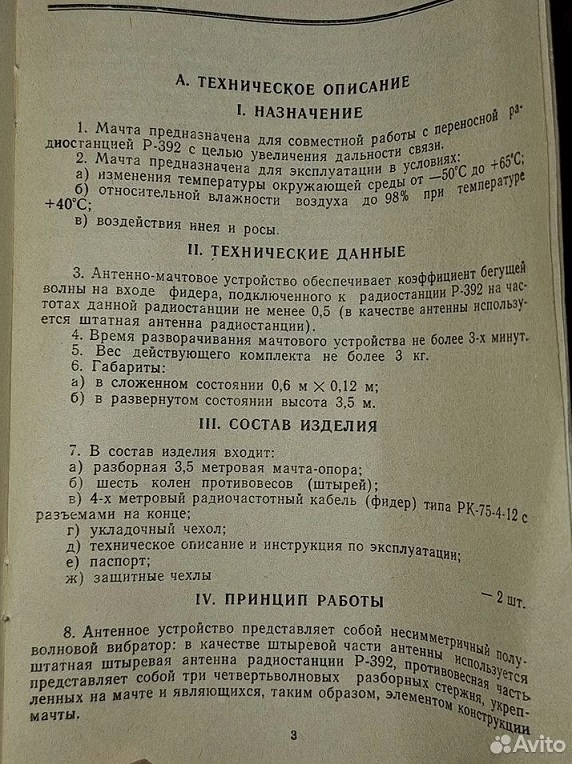 А. ТЕХНИЧЕСКОЕ ОПИСАНИЕ
I. НАЗНАЧЕНИЕ
1. Мачта предназначена для совместной работы с переносной ра-
диостанцией Р-392 с целью увеличения дальности связи.
2. Мачта предназначена для эксплуатации в условиях:
а) изменения температуры окружающей среды от —50°С до +65°С;
б) относительной влажности воздуха до 98% при температуре
+40°С;
в) воздействия инея и росы.
II. ТЕХНИЧЕСКИЕ ДАННЫЕ
3. Антенно-мачтовое устройство обеспечивает коэффициент бегущей
волны на входе фидера, подключенного к радиостанции Р-392 на час-
тотах данной радиостанции не менее 0,5 (в качестве антенны использу-
ется штатная антенна радиостанции).
4. Время разворачивания мачтового устройства не более 3-х минут.
5. Вес действующего комплекта не более 3 кг.
6. Габариты:
а) в сложенном состоянии 0,6 м × 0,12 м;
б) в развернутом состоянии высота 3,5 м.
III. СОСТАВ ИЗДЕЛИЯ
7. В состав изделия входит:
а) разборная 3,5 метровая мачта-опора;
б) шесть колен противовесов (штырей);
в) 4-х метровый радиочастотный кабель (фидер) типа РК-75-4-12 с
разъемами на конце;
г) укладочный чехол;
д) техническое описание и инструкция по эксплуатации;
е) паспорт;
ж) защитные чехлы — 2 шт.
IV. ПРИНЦИП РАБОТЫ
8. Антенное устройство представляет собой несимметричный полу-
волновой вибратор: в качестве штыревой части антенны используется
штатная штыревая антенна радиостанции Р-392, противовесная часть
представляет собой три четвертьволновых разборных стержня, укреп-
ленных на мачте и являющихся, таким образом, элементом конструкции
мачты.
3
Avito